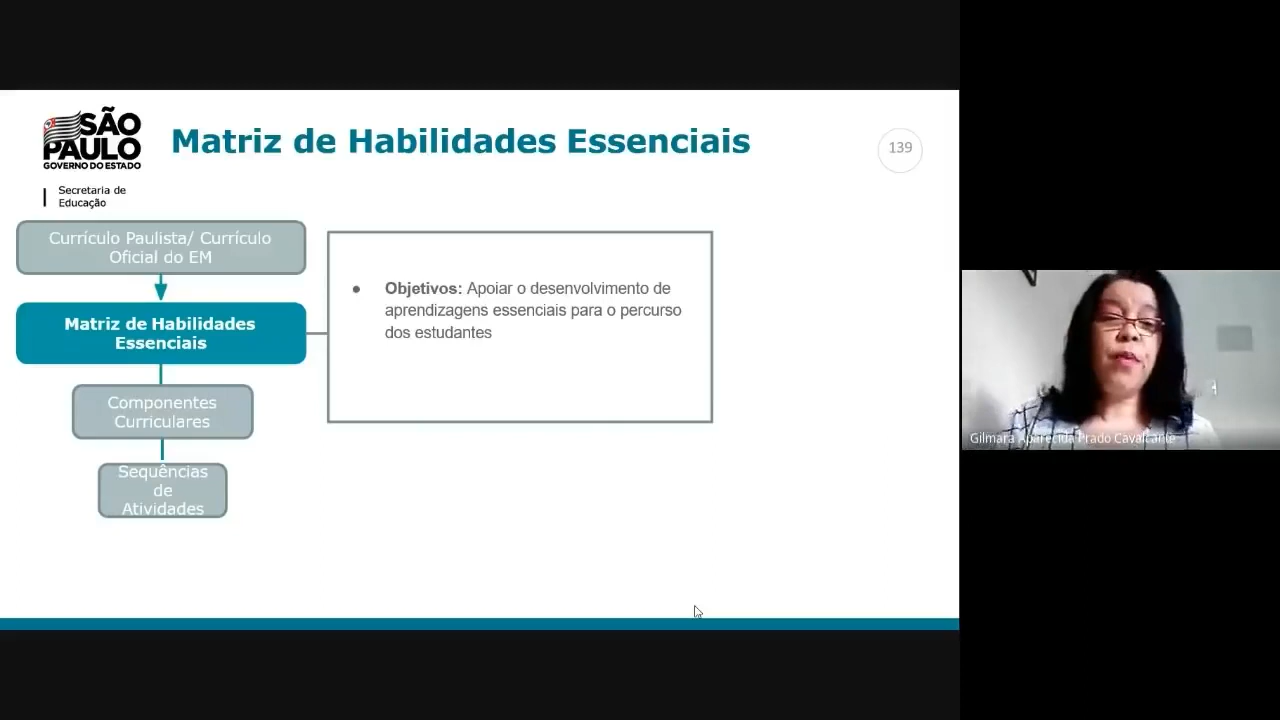 SÃO
PAULO
GOVERNO DO ESTADO
Secretaria de
Educação
Matriz de Habilidades Essenciais
139
Currículo Paulista/ Currículo
Oficial do EM
Matriz de Habilidades
Essenciais
Componentes
Curriculares
Sequências
de
Atividades
● Objetivos: Apoiar o desenvolvimento de
aprendizagens essenciais para o percurso
dos estudantes
Gilmara Aparecida Prado Cavalcante